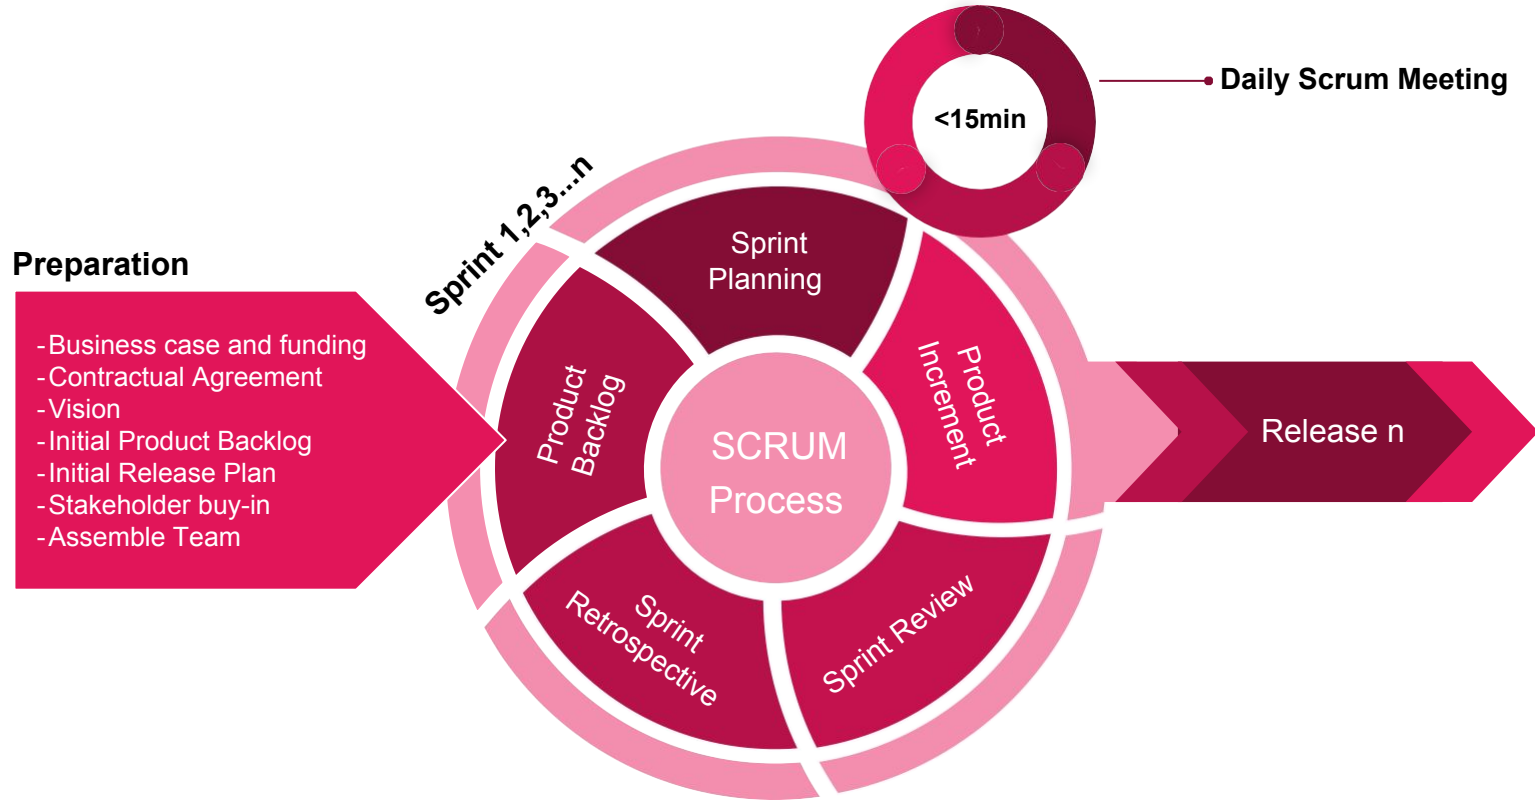 Daily Scrum Meeting
<15min
Sprint 1,2,3...n
Preparation
-Business case and funding
-Contractual Agreement
-Vision
-Initial Product Backlog
-Initial Release Plan
-Stakeholder buy-in
-Assemble Team
Product
Backlog
Sprint
Planning
Product
Increment
Sprint Review
Sprint
Retrospective
SCRUM
Process
Release n